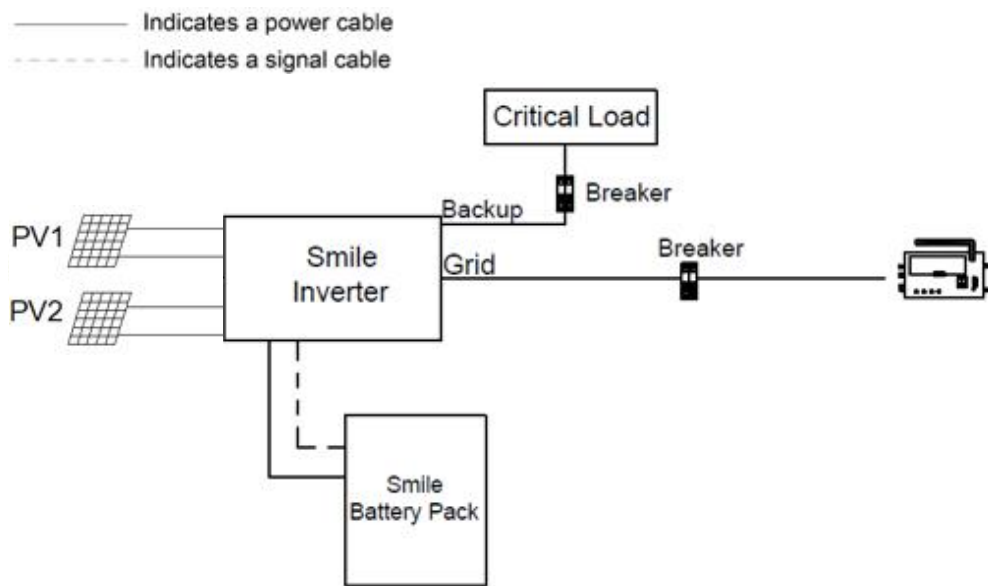 Indicates a power cable
Indicates a signal cable
Critical Load
Breaker
Backup
PV1
Smile
Inverter
Grid
Breaker
PV2
Smile
Battery Pack